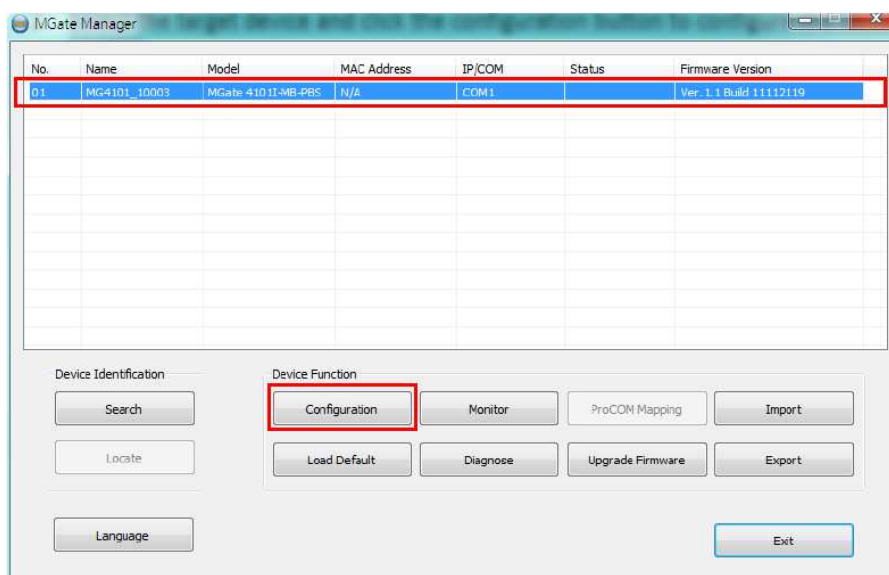 MGate Manager
No. Name Model MAC Address IP/COM Status Firmware Version
01 MG4101_10003 MGate 4101I-MB-PBS N/A COM1 Ver. 1.1 Build 11112119
Device Identification Device Function
Search Configuration Monitor ProCOM Mapping Import
Locate Load Default Diagnose Upgrade Firmware Export
Language Exit